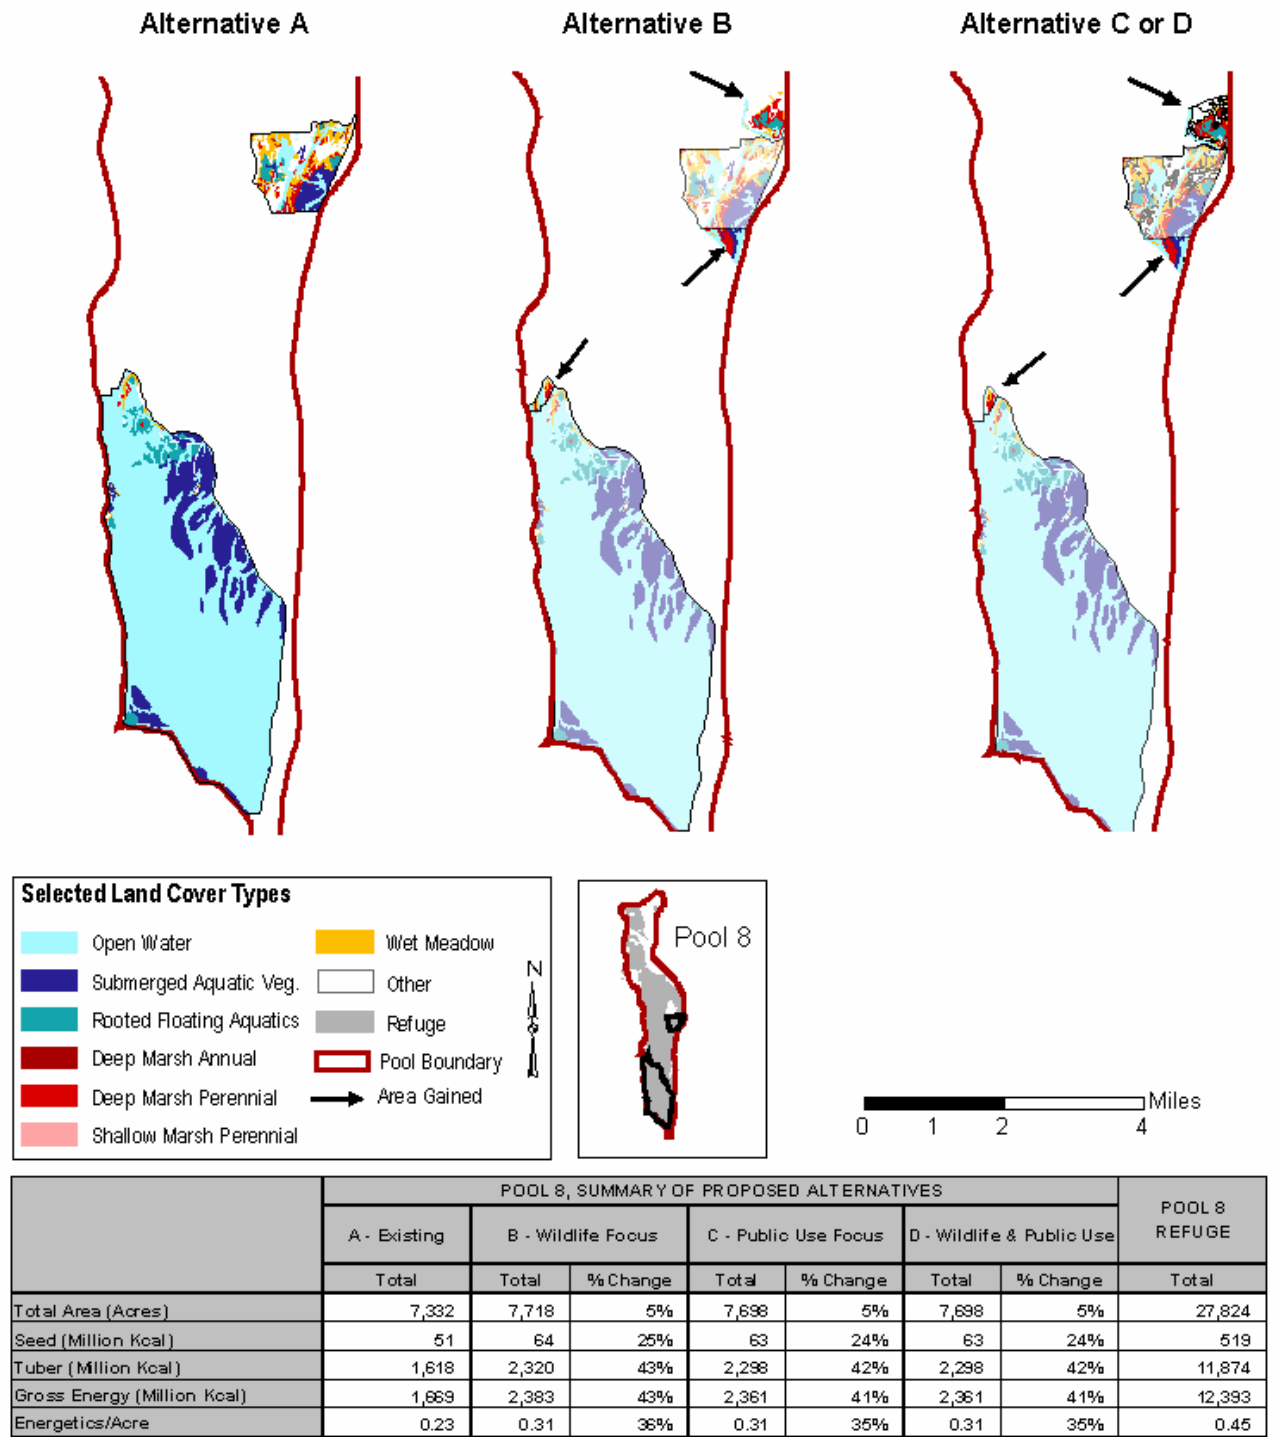 Alternative A
Alternative B
Alternative C or D
Selected Land Cover Types
Open Water
Submerged Aquatic Veg.
Rooted Floating Aquatics
Deep Marsh Annual
Deep Marsh Perennial
Shallow Marsh Perennial
Wet Meadow
Other
Refuge
Pool Boundary
Area Gained
N
Pool 8
Miles
0 1 2 4
POOL 8, SUMMARY OF PROPOSED ALTERNATIVES
POOL 8
REFUGE
A - Existing B - Wildlife Focus C - Public Use Focus D - Wildlife & Public Use
Total Total % Change Total % Change Total % Change Total
Total Area (Acres) 7,332 7,718 5% 7,698 5% 7,698 5% 27,824
Seed (Million Kcal) 51 64 25% 63 24% 63 24% 519
Tuber (Million Kcal) 1,618 2,320 43% 2,298 42% 2,298 42% 11,874
Gross Energy (Million Kcal) 1,669 2,383 43% 2,361 41% 2,361 41% 12,393
Energetics/Acre 0.23 0.31 36% 0.31 35% 0.31 35% 0.45